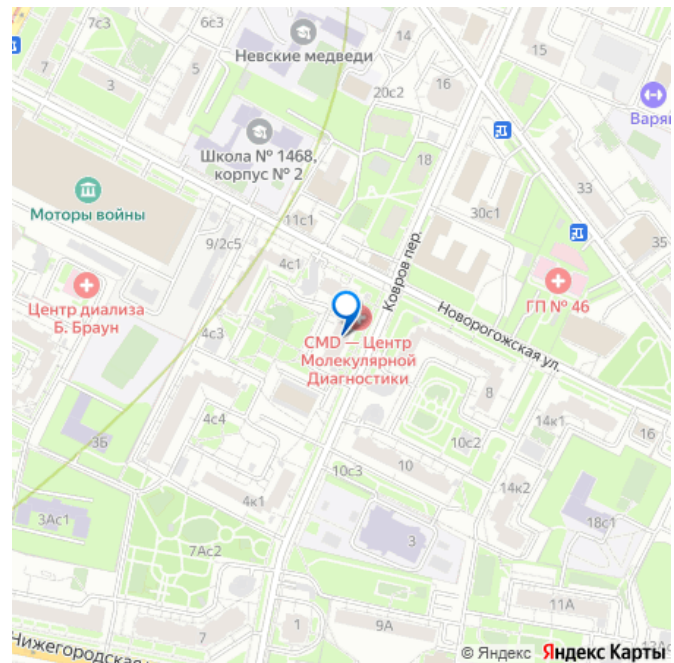 7с3
6с3
14
Невские медведи
15
7
5
3
16
20с2
Школа № 1468,
корпус № 2
18
33
Моторы войны
11с1
30с1
9/2с5
35
4с1
Ковров пер.
Центр диализа
Б. Браун
ГП № 46
Новорогожская ул.
4с3
CMD — Центр
Молекулярной
Диагностики
8
4с4
14к1
16
3Б
10с2
10с3
10
14к2
4к1
3Ас1
18с1
3
7Ас2
11А
1
9А
7
Нижегородская
© Яндекс Яндекс Карты